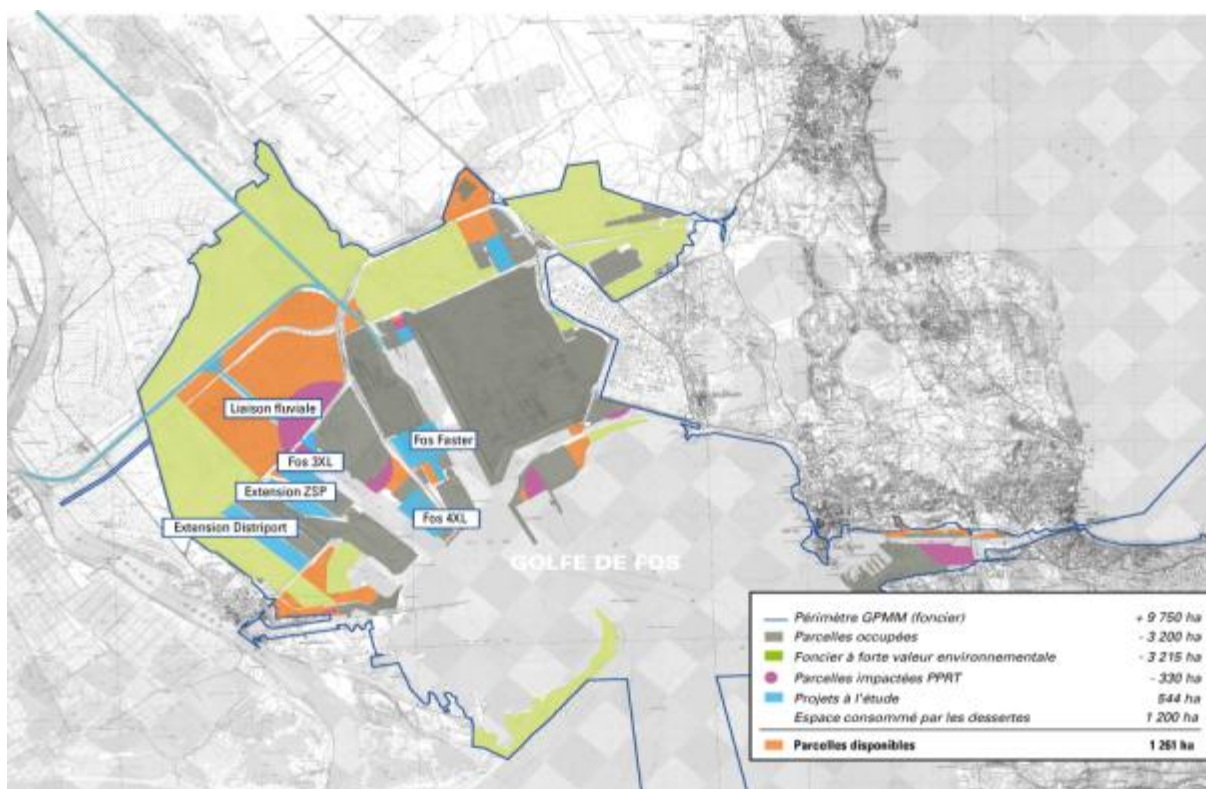 Liaison fluviale
Fos Faster
Fos 3XL
Extension ZSP
Fos 4XL
Extension Distriport
GOLFE DE FOS
Périmètre GPMM (foncier) + 9 750 ha
Parcelles occupées - 3 200 ha
Foncier à forte valeur environnementale - 3 215 ha
Parcelles impactées PPRT - 330 ha
Projets à l'étude 544 ha
Espace consommé par les dessertes 1 200 ha
Parcelles disponibles 1 261 ha